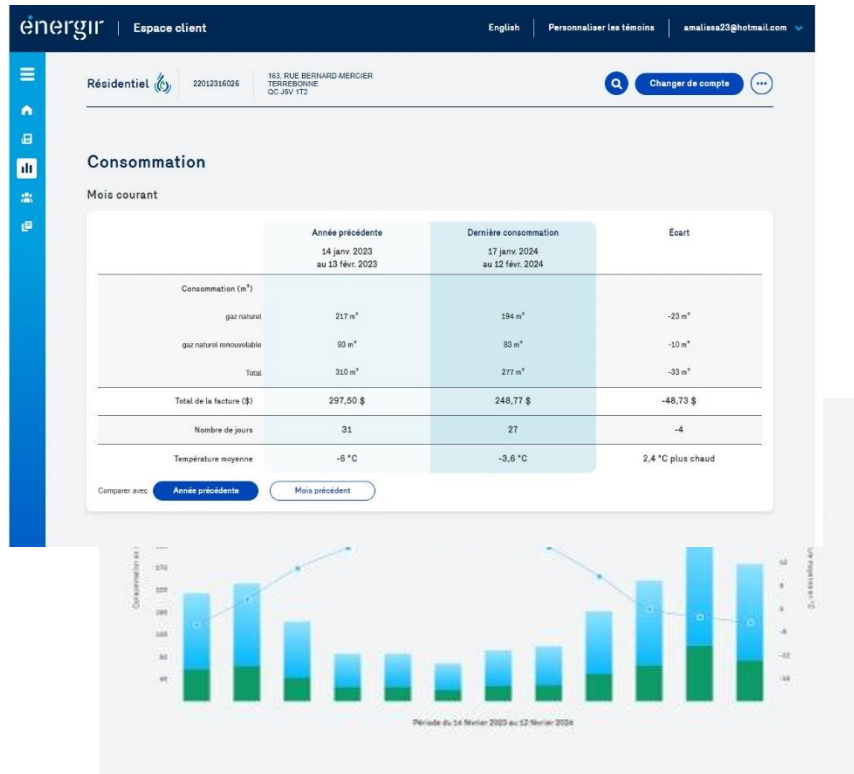 énergir | Espace client
English | Personnaliser les témoins | amalissa23@hotmail.com
Résidentiel 22012316026 163, RUE BERNARD-MERCIER
TERREBONNE
QC J6V 1T2
Changer de compte
Consommation
Mois courant
Année précédente Dernière consommation Écart
14 janv. 2023 17 janv. 2024
au 13 févr. 2023 au 12 févr. 2024
Consommation (m³)
gaz naturel 217 m³ 194 m³ -23 m³
gaz naturel renouvelable 93 m³ 83 m³ -10 m³
Total 310 m³ 277 m³ -33 m³
Total de la facture ($) 297,50 $ 248,77 $ -48,73 $
Nombre de jours 31 27 -4
Température moyenne -6 °C -3,6 °C 2,4 °C plus chaud
Comparer avec Année précédente Mois précédent
Consommation en
Période du 14 février 2023 au 12 février 2024